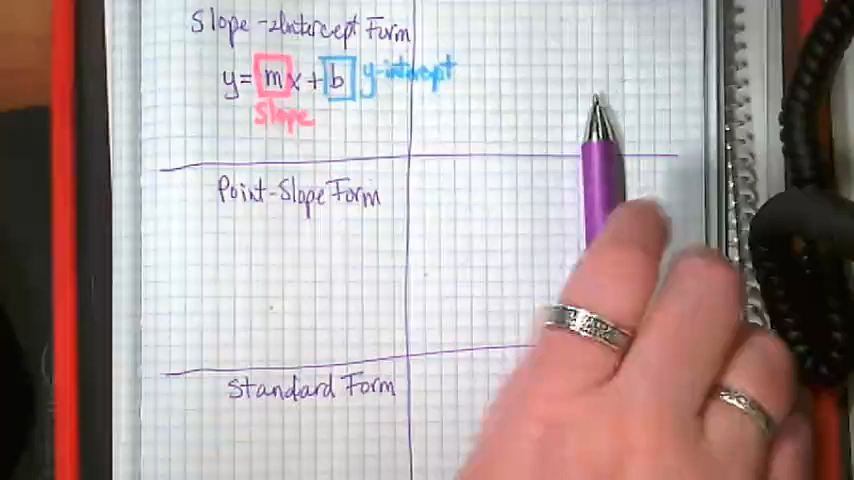 Slope-Intercept Form
y=mx+b y-intercept
Slope
Point-Slope Form
Standard Form